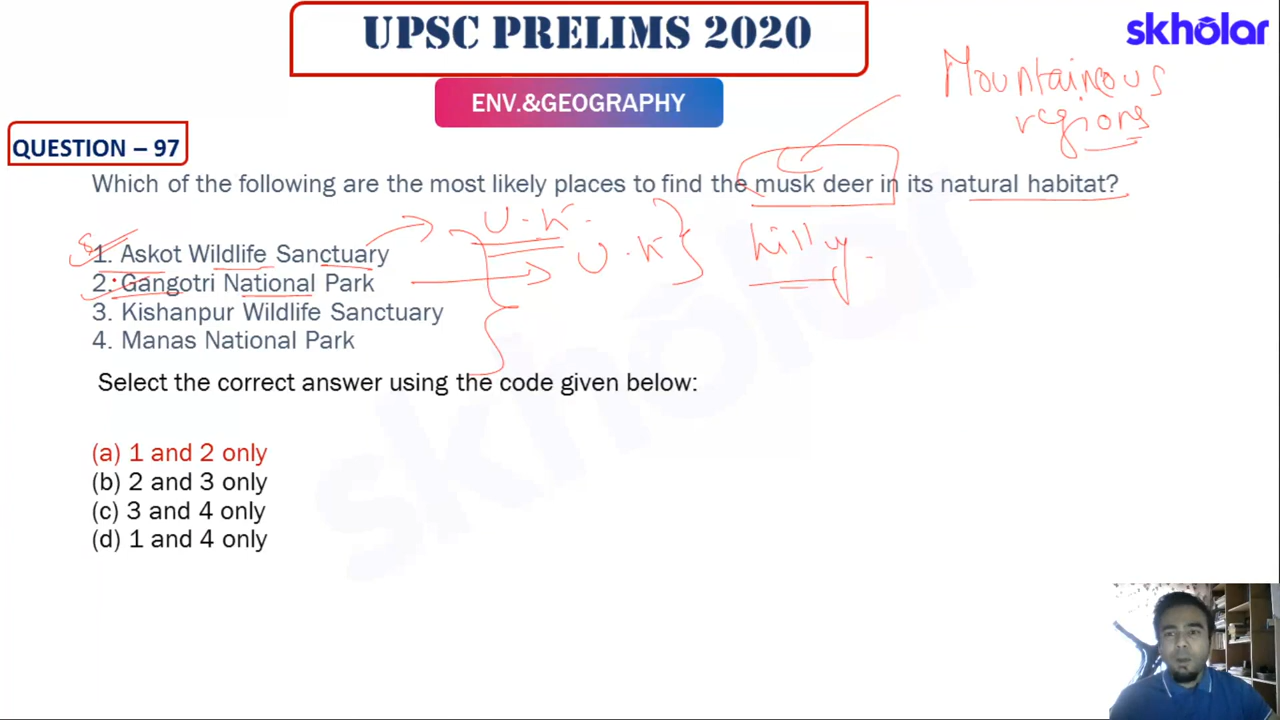 UPSC PRELIMS 2020
skhōlar
ENV.&GEOGRAPHY
Mountaineous
regions
QUESTION – 97
Which of the following are the most likely places to find the musk deer in its natural habitat?
1. Askot Wildlife Sanctuary
U.K.
2. Gangotri National Park
U.K
hilly.
3. Kishanpur Wildlife Sanctuary
4. Manas National Park
Select the correct answer using the code given below:
(a) 1 and 2 only
(b) 2 and 3 only
(c) 3 and 4 only
(d) 1 and 4 only
skhōlar